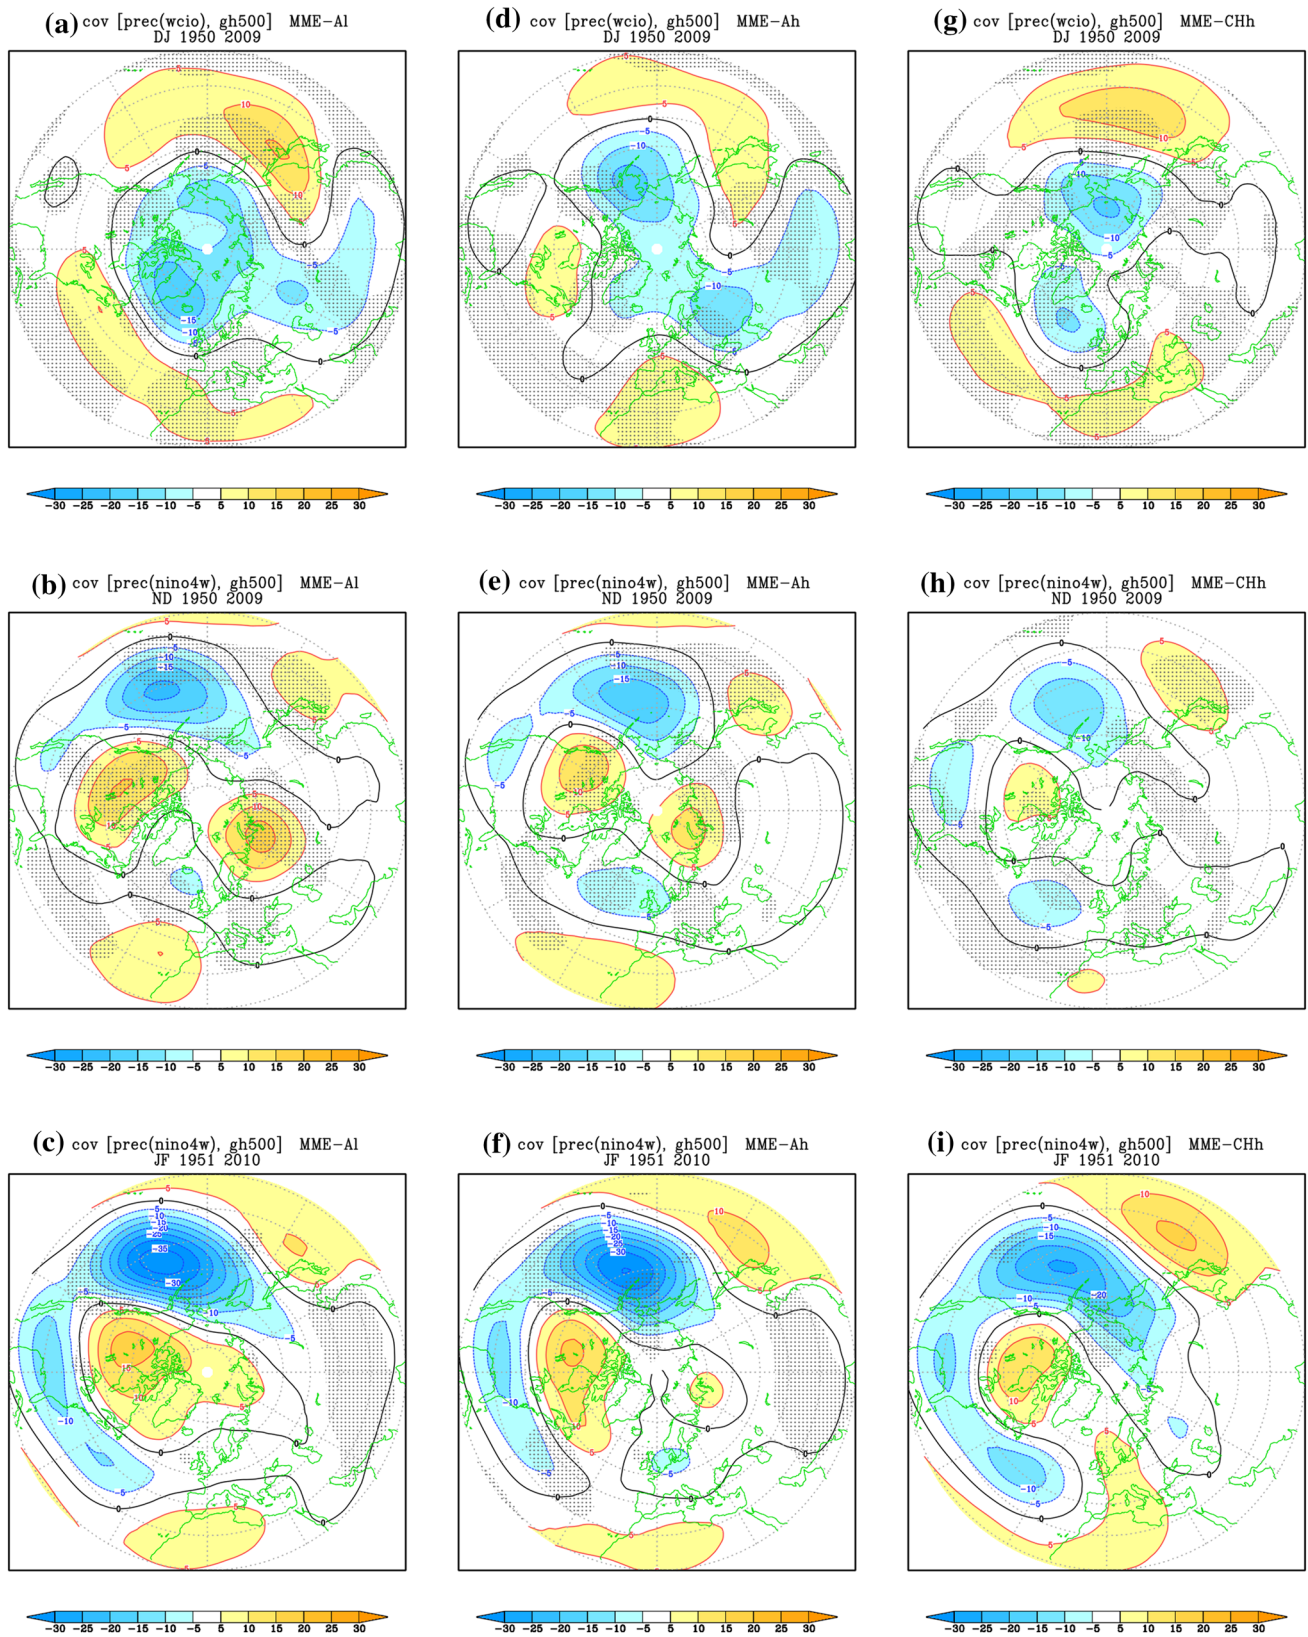 (a) cov [prec(wcio), gh500] MME-Al
DJ 1950 2009
(d) cov [prec(wcio), gh500] MME-Ah
DJ 1950 2009
(g) cov [prec(wcio), gh500] MME-CHh
DJ 1950 2009
-30 -25 -20 -15 -10 -5 5 10 15 20 25 30
-30 -25 -20 -15 -10 -5 5 10 15 20 25 30
-30 -25 -20 -15 -10 -5 5 10 15 20 25 30
(b) cov [prec(nino4w), gh500] MME-Al
ND 1950 2009
(e) cov [prec(nino4w), gh500] MME-Ah
ND 1950 2009
(h) cov [prec(nino4w), gh500] MME-CHh
ND 1950 2009
-30 -25 -20 -15 -10 -5 5 10 15 20 25 30
-30 -25 -20 -15 -10 -5 5 10 15 20 25 30
-30 -25 -20 -15 -10 -5 5 10 15 20 25 30
(c) cov [prec(nino4w), gh500] MME-Al
JF 1951 2010
(f) cov [prec(nino4w), gh500] MME-Ah
JF 1951 2010
(i) cov [prec(nino4w), gh500] MME-CHh
JF 1951 2010
-30 -25 -20 -15 -10 -5 5 10 15 20 25 30
-30 -25 -20 -15 -10 -5 5 10 15 20 25 30
-30 -25 -20 -15 -10 -5 5 10 15 20 25 30